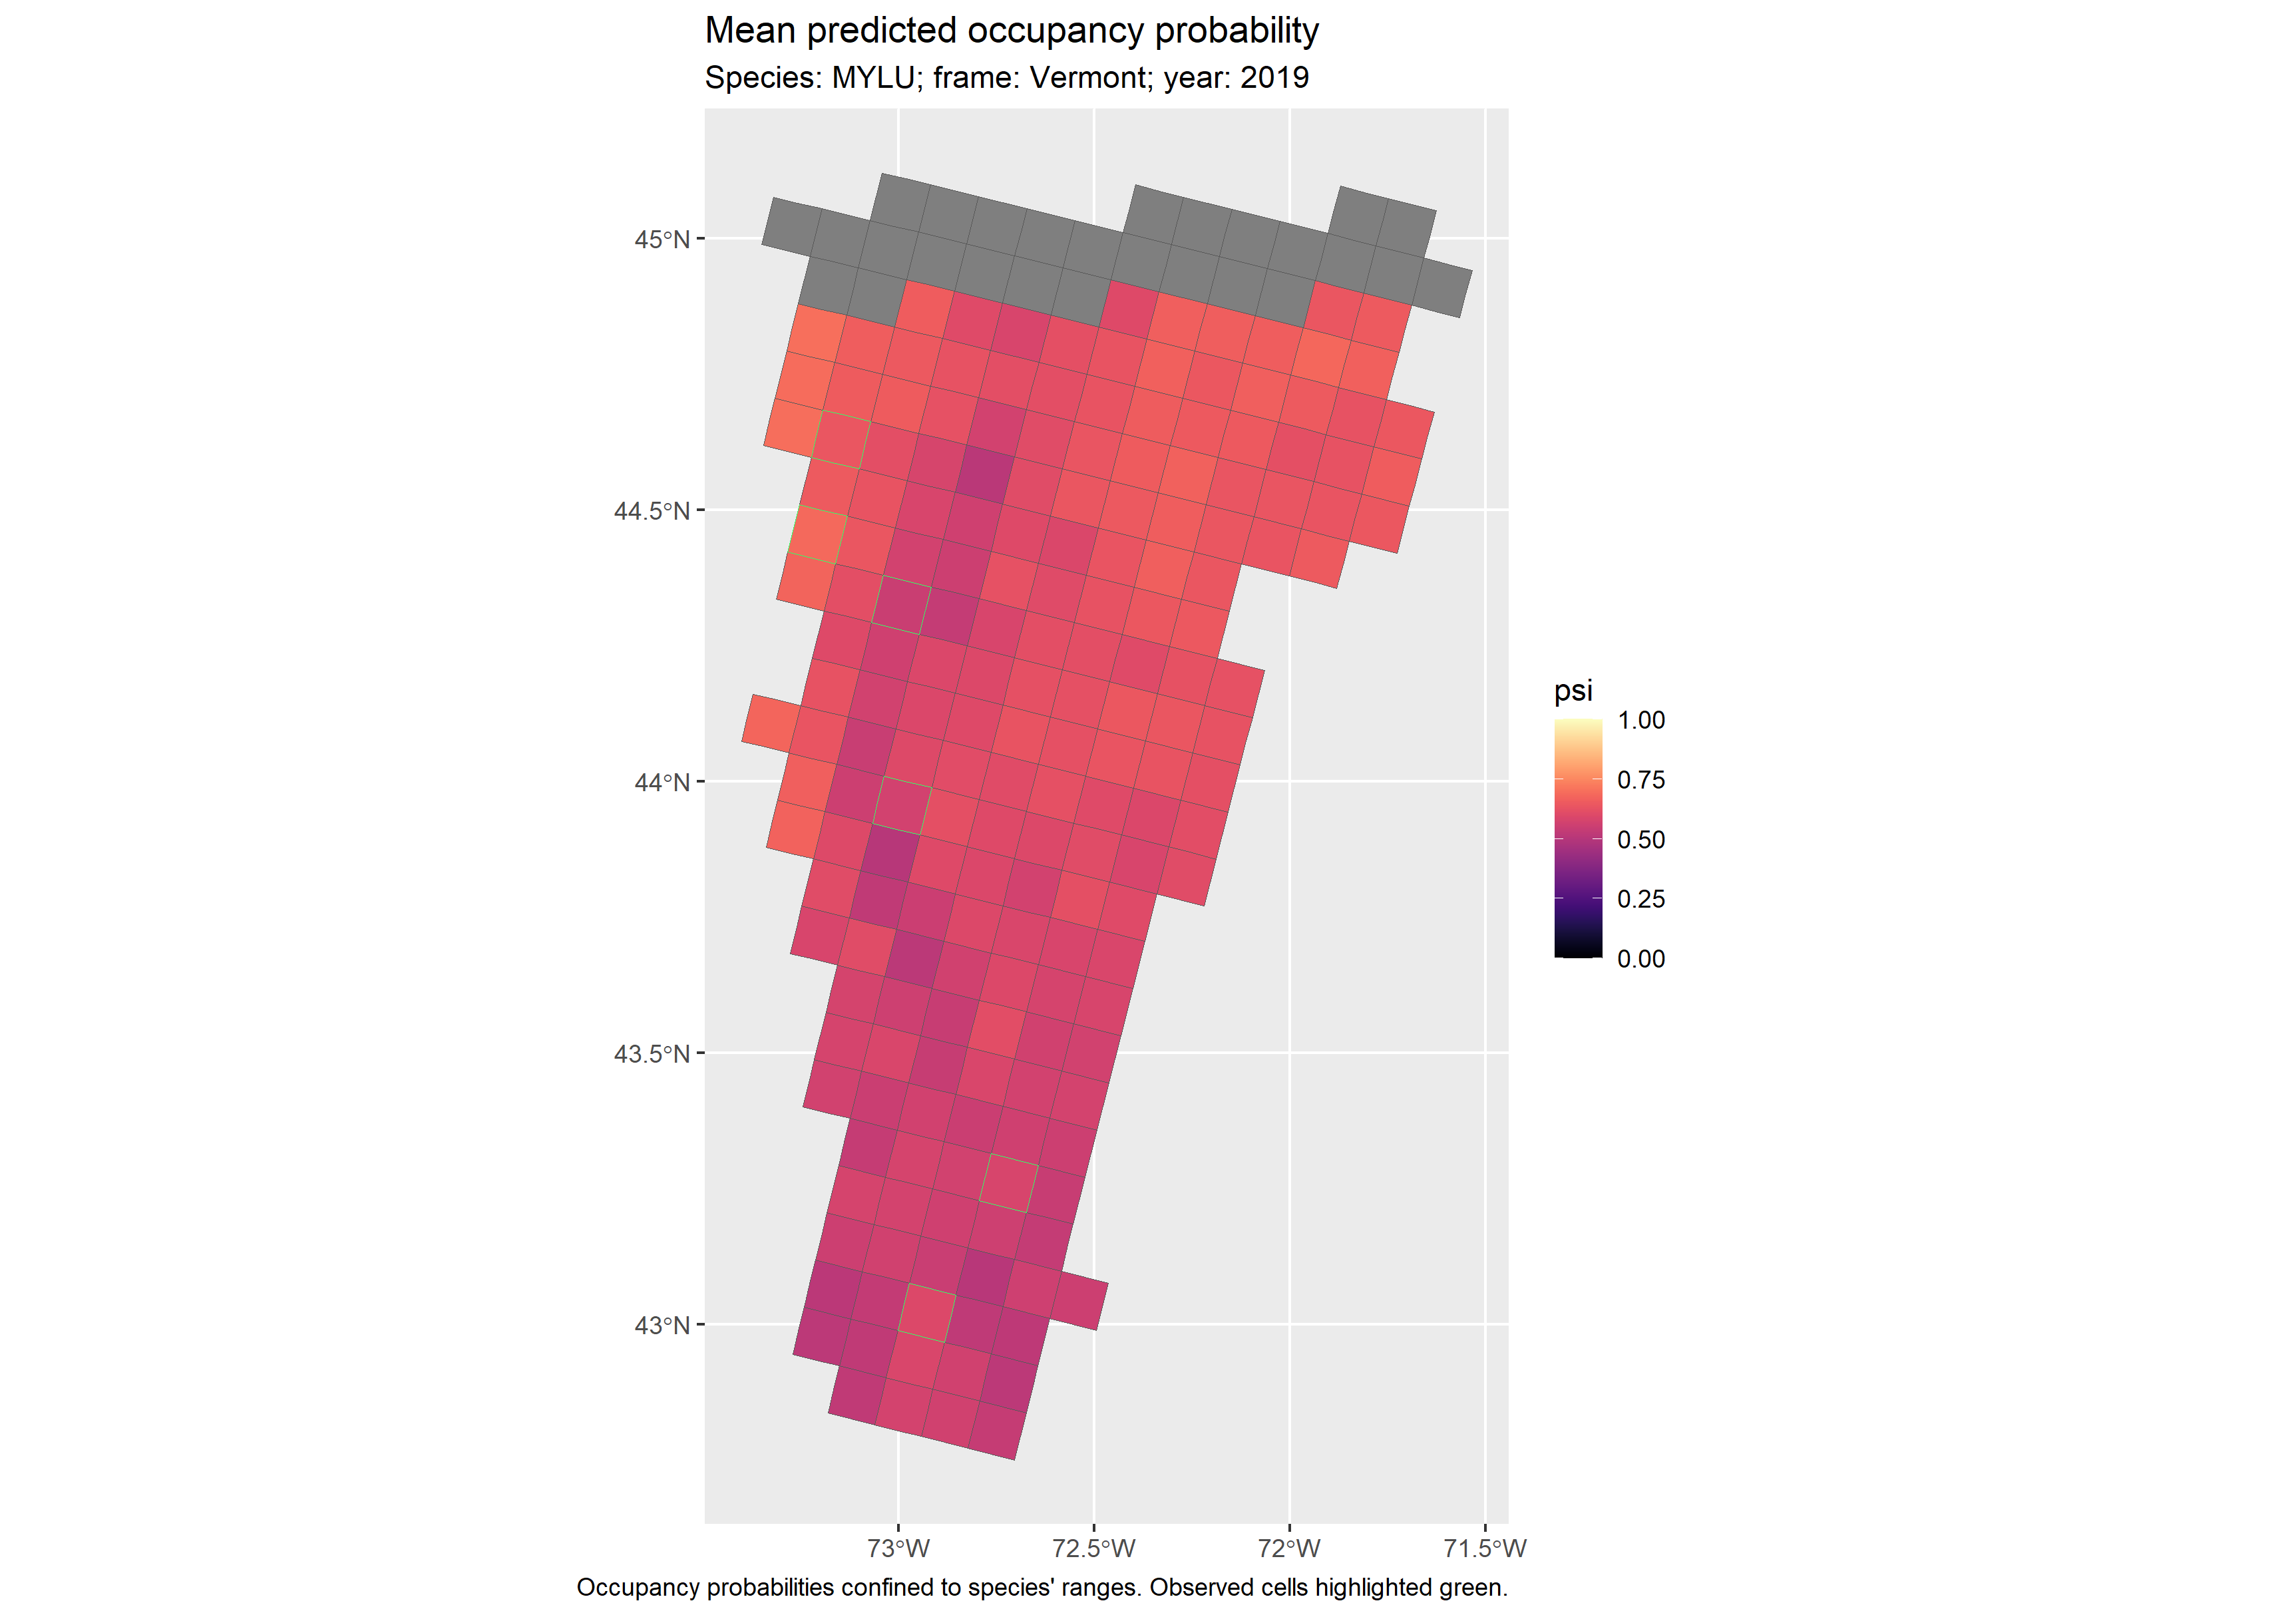 Mean predicted occupancy probability
Species: MYLU; frame: Vermont; year: 2019
45°N
44.5°N
44°N
43.5°N
43°N
73°W
72.5°W
72°W
71.5°W
psi
1.00
0.75
0.50
0.25
0.00
Occupancy probabilities confined to species' ranges. Observed cells highlighted green.